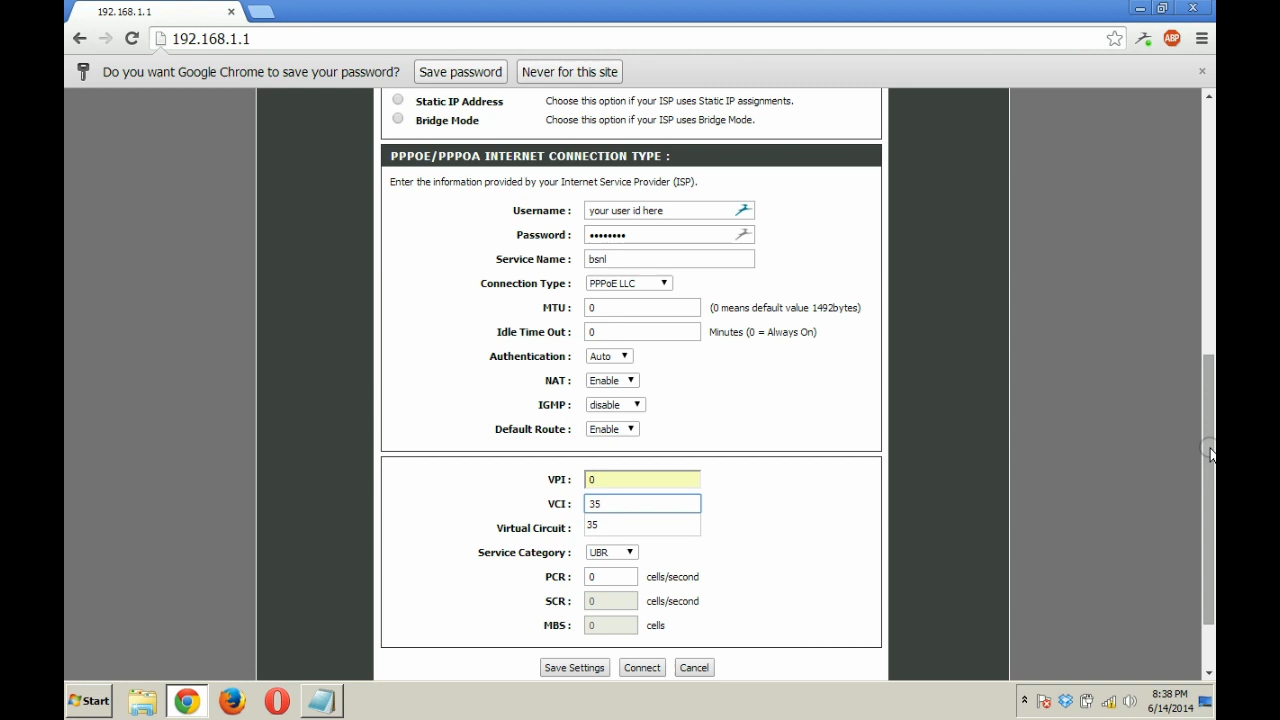 192.168.1.1
192.168.1.1
ABP
Do you want Google Chrome to save your password? Save password Never for this site
Static IP Address Choose this option if your ISP uses Static IP assignments.
Bridge Mode Choose this option if your ISP uses Bridge Mode.
PPPOE/PPPOA INTERNET CONNECTION TYPE :
Enter the information provided by your Internet Service Provider (ISP).
Username : your user id here
Password : ••••••••
Service Name : bsnl
Connection Type : PPPoE LLC
MTU : 0 (0 means default value 1492bytes)
Idle Time Out : 0 Minutes (0 = Always On)
Authentication : Auto
NAT : Enable
IGMP : disable
Default Route : Enable
VPI : 0
VCI : 35
Virtual Circuit : 35
Service Category : UBR
PCR : 0 cells/second
SCR : 0 cells/second
MBS : 0 cells
Save Settings Connect Cancel
Start
8:38 PM
6/14/2014